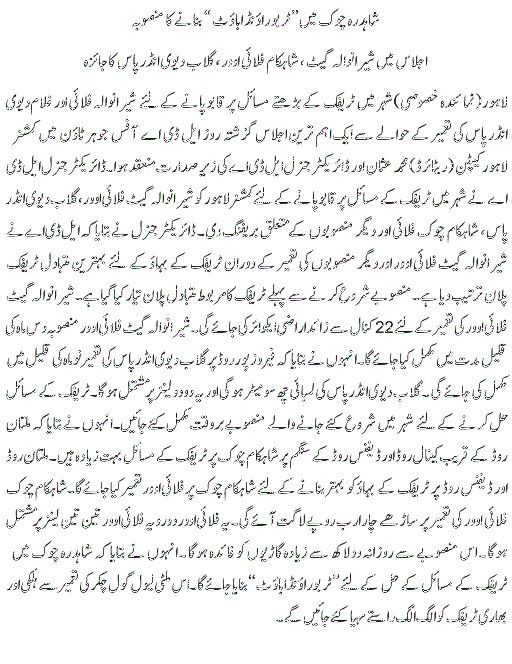 شاہدرہ چوک میں ”ٹربوراؤنڈ اباؤٹ“ بنانے کا منصوبہ
اجلاس میں شیرانوالہ گیٹ، شاہکام فلائی اوور، گلاب دیوی انڈر پاس کا جائزہ
لاہور (نمائندہ خصوصی) شہر میں ٹریفک کے بڑھتے مسائل پر قابو پانے کے لئے شیرانوالہ فلائی اوور اور غلام دیوی
انڈر پاس کی تعمیر کے حوالے سے ایک اہم ترین اجلاس گزشتہ روز ایل ڈی اے آفس جوہر ٹاؤن میں کمشنر
لاہور کیپٹن (ریٹائرڈ) محمد عثمان اور ڈائریکٹر جنرل ایل ڈی اے کی زیر صدارت منعقد ہوا۔ ڈائریکٹر جنرل ایل ڈی
اے نے شہر میں ٹریفک کے مسائل پر قابو پانے کے لئے کمشنر لاہور کو شیرانوالہ گیٹ فلائی اوور، گلاب دیوی انڈر
پاس، شاہکام چوک فلائی اوور اور دیگر منصوبوں کے متعلق بریفنگ دی۔ ڈائریکٹر جنرل نے بتایا کہ ایل ڈی اے نے
شیرانوالہ گیٹ فلائی اوور اور دیگر منصوبوں کی تعمیر کے دوران ٹریفک کے بہاؤ کے لئے بہترین متبادل ٹریفک
پلان ترتیب دیا ہے۔ منصوبے شروع کرنے سے پہلے ٹریفک کا مربوط متبادل پلان تیار کیا گیا ہے۔ شیرانوالہ گیٹ
فلائی اوور کی تعمیر کے لئے 22 کنال سے زائد اراضی ایکوائر کی جائے گی۔ شیرانوالہ گیٹ فلائی اوور منصوبہ دس ماہ کی
قلیل مدت میں مکمل کیا جائے گا۔ انہوں نے بتایا کہ فیروز پور روڈ پر گلاب دیوی انڈر پاس کی تعمیر نو ماہ کی قلیل میں
مکمل کی جائے گی۔ گلاب دیوی انڈر پاس کی لمبائی چھ سو میٹر ہوگی اور یہ دو دو لینز پر مشتمل ہوگا۔ ٹریفک کے مسائل
حل کرنے کے لئے شہر میں شروع کئے جانے والے منصوبے بروقت مکمل کئے جائیں۔ انہوں نے بتایا کہ ملتان
روڈ کے قریب کینال روڈ اور ڈیفنس روڈ کے سنگم پر شاہکام چوک پر ٹریفک کے مسائل بہت زیادہ ہیں۔ ملتان روڈ
اور ڈیفنس روڈ پر ٹریفک کے بہاؤ کو بہتر بنانے کے لئے شاہکام چوک پر فلائی اوور تعمیر کیا جائے گا۔ شاہکام چوک
فلائی اوور کی تعمیر پر ساڑھے چار ارب روپے لاگت آئے گی۔ یہ فلائی اوور دو رویہ فلائی اوور تین تین لینز پر مشتمل
ہوگا۔ اس منصوبے سے روزانہ دو لاکھ سے زیادہ گاڑیوں کو فائدہ ہوگا۔ انہوں نے بتایا کہ شاہدرہ چوک میں
ٹریفک کے مسائل کے حل کے لئے ”ٹربوراؤنڈ اباؤٹ“ بنایا جائے گا۔ اس ملٹی لیول گول چکر کی تعمیر سے ہلکی اور
بھاری ٹریفک کو الگ الگ راستے مہیا کئے جائیں گے۔